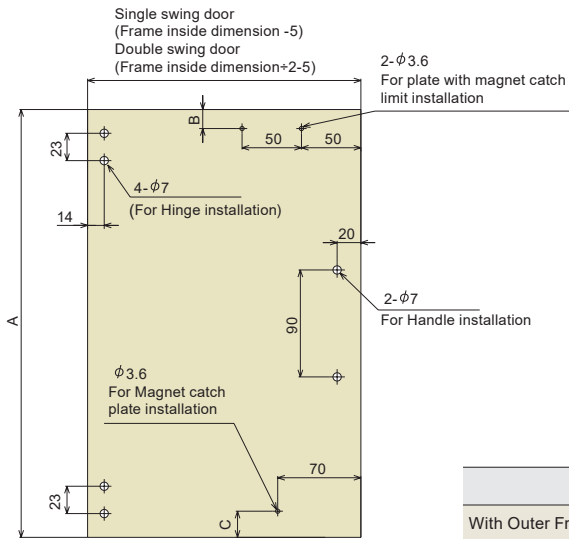 Single swing door
(Frame inside dimension -5)
Double swing door
(Frame inside dimension÷2-5)
2-φ3.6
For plate with magnet catch
limit installation
B
50
50
23
4-φ7
(For Hinge installation)
14
20
A
90
2-φ7
For Handle installation
φ3.6
For Magnet catch
plate installation
70
23
C
With Outer Fr